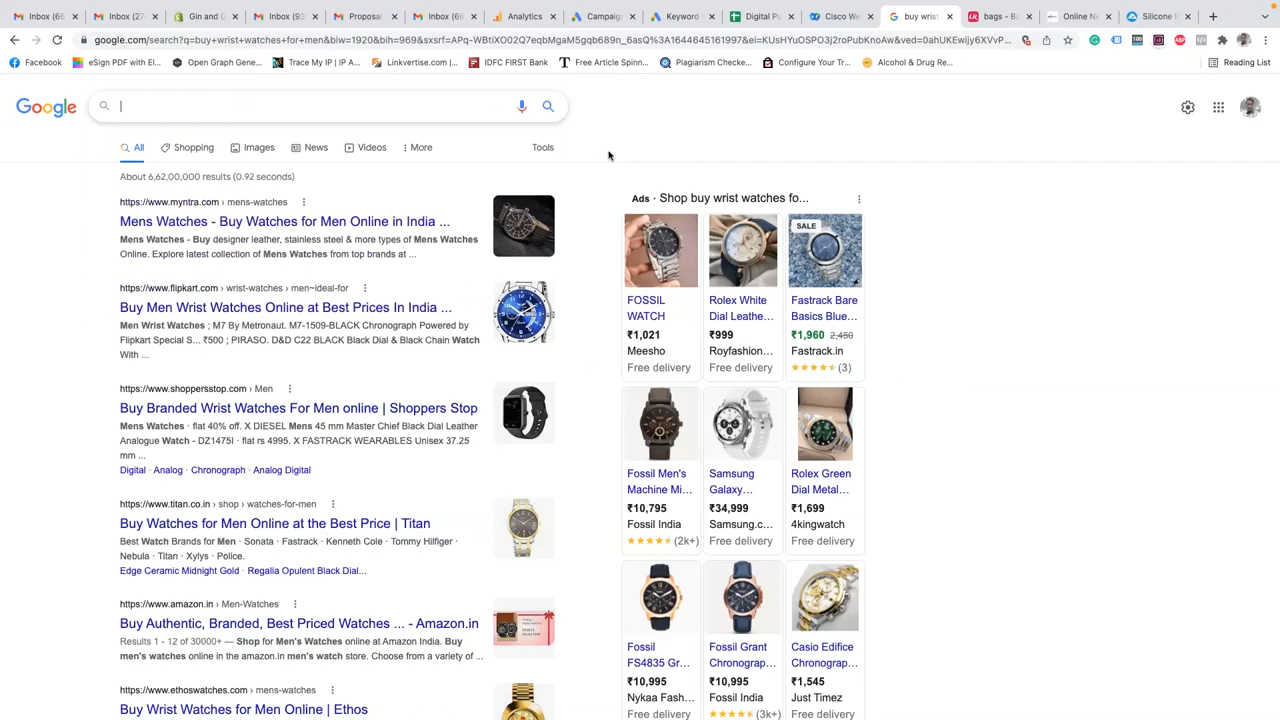 Inbox (66
Inbox (274
Gin and G
Inbox (92
Proposal
Inbox (66
Analytics
Campaig
Keyword
Digital Pu
Cisco We
buy wrist
bags - Bu
Online Ne
Silicone R
google.com/search?q=buy+wrist+watches+for+men&biw=1920&bih=969&sxsrf=APq-WBtiXO02Q7eqbMgaM5gqb689n_6asQ%3A1644645161997&ei=KUsHYuOSPO3j2roPubKnoAw&ved=0ahUKEwijy6XVvP...
Facebook
eSign PDF with El...
Open Graph Gene...
Trace My IP | IP A...
Linkvertise.com |...
IDFC FIRST Bank
Free Article Spinn...
Plagiarism Checke...
Configure Your Tr...
Alcohol & Drug Re...
Reading List
Google
All
Shopping
Images
News
Videos
More
Tools
About 6,62,00,000 results (0.92 seconds)
https://www.myntra.com › mens-watches
Mens Watches - Buy Watches for Men Online in India ...
Mens Watches - Buy designer leather, stainless steel & more types of Mens Watches
Online. Explore latest collection of Mens Watches from top brands at ...
https://www.flipkart.com › wrist-watches › men~ideal-for
Buy Men Wrist Watches Online at Best Prices In India ...
Men Wrist Watches ; M7 By Metronaut. M7-1509-BLACK Chronograph Powered by
Flipkart Special S... ₹500 ; PIRASO. D&D C22 BLACK Black Dial & Black Chain Watch
With ...
https://www.shoppersstop.com › Men
Buy Branded Wrist Watches For Men online | Shoppers Stop
Mens Watches · flat 40% off. X DIESEL Mens 45 mm Master Chief Black Dial Leather
Analogue Watch - DZ1475I · flat rs 4995. X FASTRACK WEARABLES Unisex 37.25
mm ...
Digital · Analog · Chronograph · Analog Digital
https://www.titan.co.in › shop › watches-for-men
Buy Watches for Men Online at the Best Price | Titan
Best Watch Brands for Men · Sonata · Fastrack · Kenneth Cole · Tommy Hilfiger ·
Nebula · Titan · Xylys · Police.
Edge Ceramic Midnight Gold · Regalia Opulent Black Dial...
https://www.amazon.in › Men-Watches
Buy Authentic, Branded, Best Priced Watches ... - Amazon.in
Results 1 - 12 of 30000+ — Shop for Men's Watches online at Amazon India. Buy
men's watches online in the amazon.in men's watch store. Choose from a variety of ...
https://www.ethoswatches.com › mens-watches
Buy Wrist Watches for Men Online | Ethos
Ads · Shop buy wrist watches fo...
FOSSIL
WATCH
₹1,021
Meesho
Free delivery
Rolex White
Dial Leathe...
₹999
Royfashion...
Free delivery
SALE
Fastrack Bare
Basics Blue...
₹1,960 2,450
Fastrack.in
(3)
Fossil Men's
Machine Mi...
₹10,795
Fossil India
(2k+)
Samsung
Galaxy...
₹34,999
Samsung.c...
Free delivery
Rolex Green
Dial Metal...
₹1,699
4kingwatch
Free delivery
Fossil
FS4835 Gr...
₹10,995
Nykaa Fash...
Free delivery
Fossil Grant
Chronograp...
₹10,995
Fossil India
(3k+)
Casio Edifice
Chronograp...
₹1,545
Just Timez
Free delivery